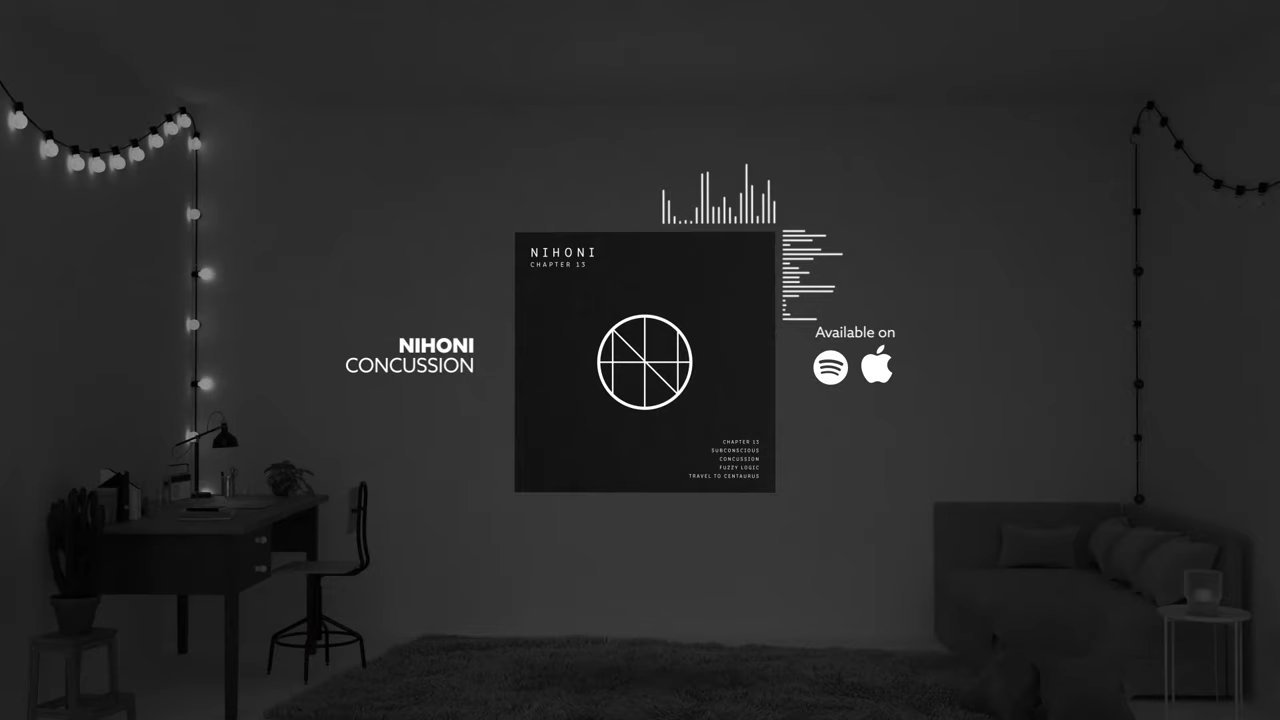 NIHONI
CHAPTER 13
NIHONI
CONCUSSION
Available on
CHAPTER 13
SUBCONSCIOUS
CONCUSSION
FUZZY LOGIC
TRAVEL TO CENTAURUS